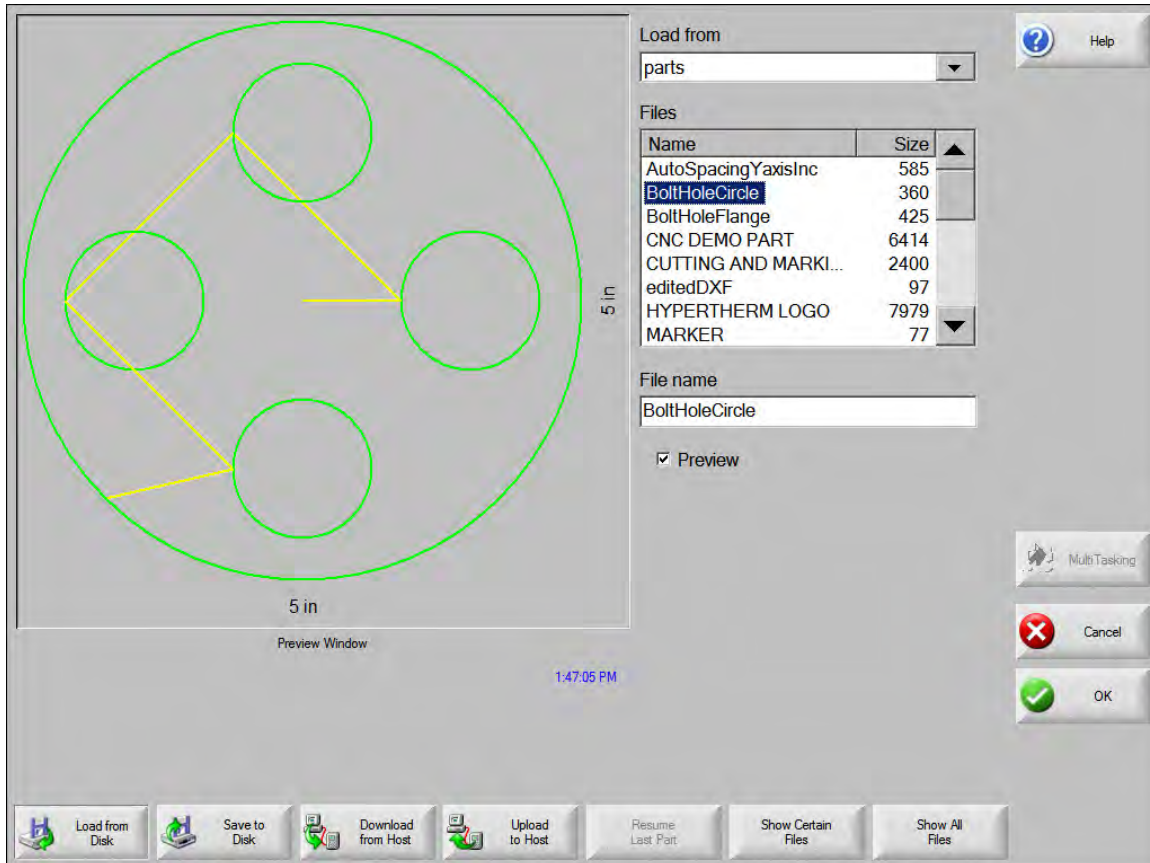 5 in
5 in
Preview Window
1:47:05 PM
Load from
parts
Files
Name Size
AutoSpacingYaxisInc 585
BoltHoleCircle 360
BoltHoleFlange 425
CNC DEMO PART 6414
CUTTING AND MARKI... 2400
editedDXF 97
HYPERTHERM LOGO 7979
MARKER 77
File name
BoltHoleCircle
Preview
Help
MultiTasking
Cancel
OK
Load from
Disk
Save to
Disk
Download
from Host
Upload
to Host
Resume
Last Part
Show Certain
Files
Show All
Files